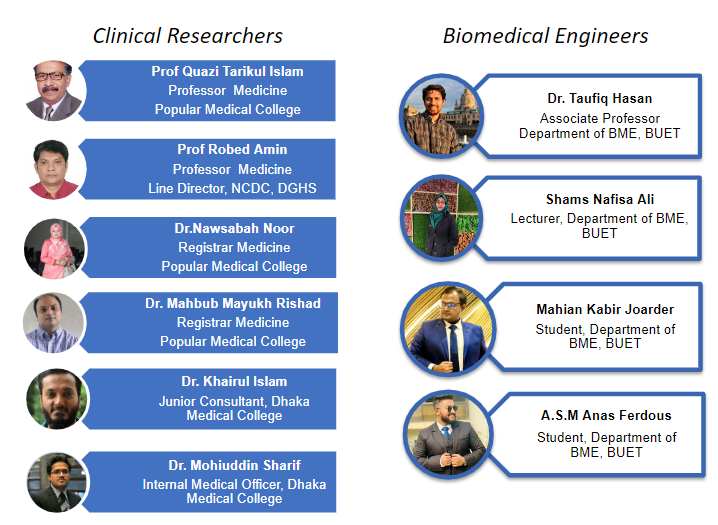 Clinical Researchers
Prof Quazi Tarikul Islam
Professor Medicine
Popular Medical College
Prof Robed Amin
Professor Medicine
Line Director, NCDC, DGHS
Dr.Nawsabah Noor
Registrar Medicine
Popular Medical College
Dr. Mahbub Mayukh Rishad
Registrar Medicine
Popular Medical College
Dr. Khairul Islam
Junior Consultant, Dhaka
Medical College
Dr. Mohiuddin Sharif
Internal Medical Officer, Dhaka
Medical College
Biomedical Engineers
Dr. Taufiq Hasan
Associate Professor
Department of BME, BUET
Shams Nafisa Ali
Lecturer, Department of BME,
BUET
Mahian Kabir Joarder
Student, Department of
BME, BUET
A.S.M Anas Ferdous
Student, Department of
BME, BUET